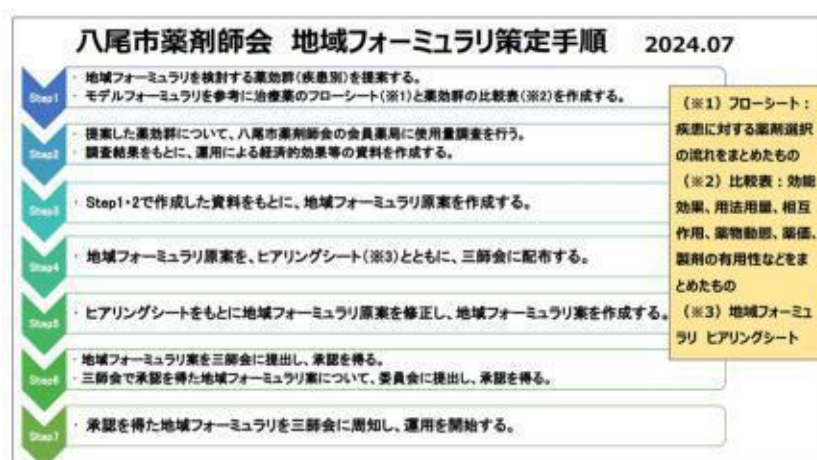 八尾市薬剤師会 地域フォーミュラリ策定手順 2024.07
Step1
・ 地域フォーミュラリを検討する薬効群(疾患別)を提案する。
・ モデルフォーミュラリを参考に治療薬のフローシート(※1)と薬効群の比較表(※2)を作成する。
Step2
・ 提案した薬効群について、八尾市薬剤師会の会員薬局に使用量調査を行う。
・ 調査結果をもとに、運用による経済的効果等の資料を作成する。
Step3
・ Step1・2で作成した資料をもとに、地域フォーミュラリ原案を作成する。
Step4
・ 地域フォーミュラリ原案を、ヒアリングシート(※3)とともに、三師会に配布する。
Step5
・ ヒアリングシートをもとに地域フォーミュラリ原案を修正し、地域フォーミュラリ案を作成する。
Step6
・ 地域フォーミュラリ案を三師会に提出し、承認を得る。
・ 三師会で承認を得た地域フォーミュラリ案について、委員会に提出し、承認を得る。
Step7
・ 承認を得た地域フォーミュラリを三師会に周知し、運用を開始する。
(※1)フローシート:
疾患に対する薬剤選択
の流れをまとめたもの
(※2)比較表:効能
効果、用法用量、相互
作用、薬物動態、薬価、
製剤の有用性などをま
とめたもの
(※3)地域フォーミュ
ラリ ヒアリングシート